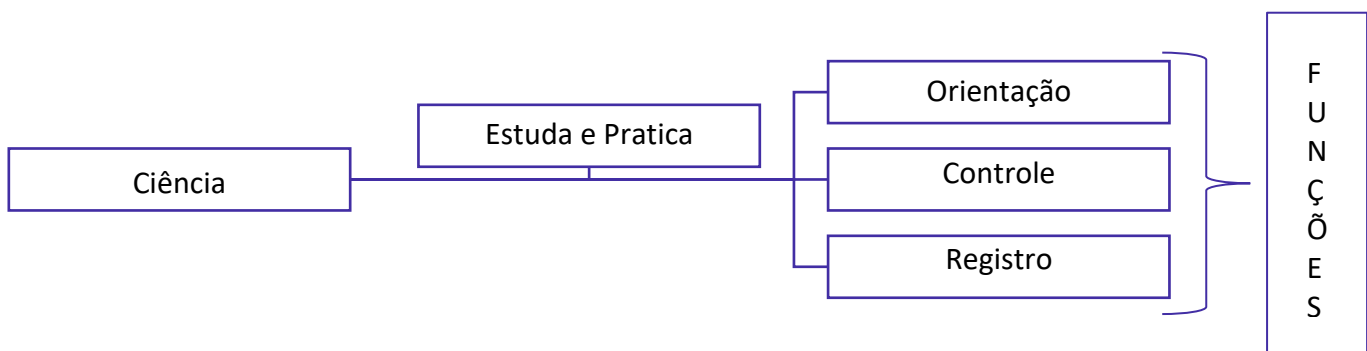 Ciência
Estuda e Pratica
Orientação
Controle
Registro
F
U
N
Ç
Õ
E
S